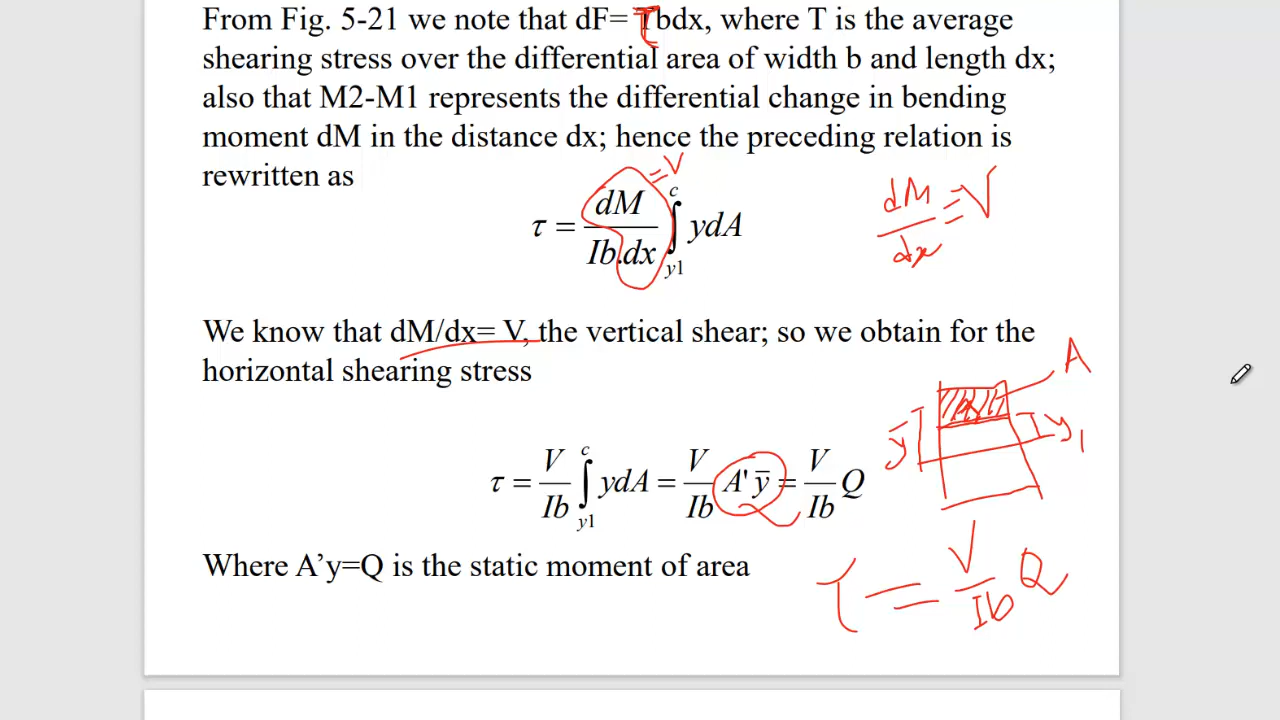 From Fig. 5-21 we note that dF= τbdx, where T is the average
shearing stress over the differential area of width b and length dx;
also that M2-M1 represents the differential change in bending
moment dM in the distance dx; hence the preceding relation is
rewritten as
= V
τ = dM / Ib.dx ∫ y1 c ydA
dM / dx = V
We know that dM/dx= V, the vertical shear; so we obtain for the
horizontal shearing stress
A
ȳ
y1
τ = V / Ib ∫ y1 c ydA = V / Ib A' ȳ = V / Ib Q
Where A’y=Q is the static moment of area
τ = V / Ib Q